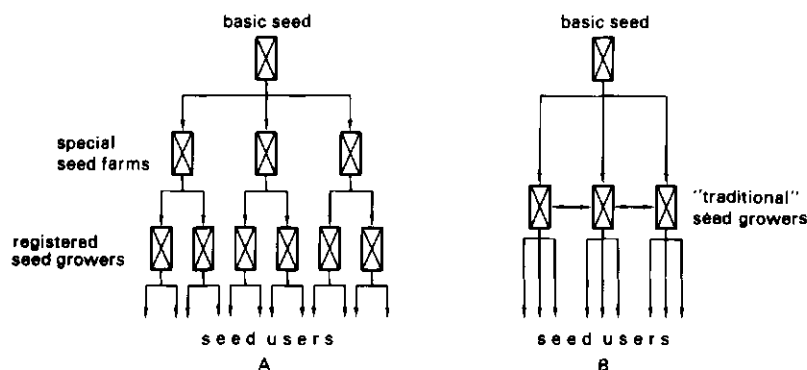 basic seed
special
seed farms
registered
seed growers
seed users
A
basic seed
"traditional"
seed growers
seed users
B